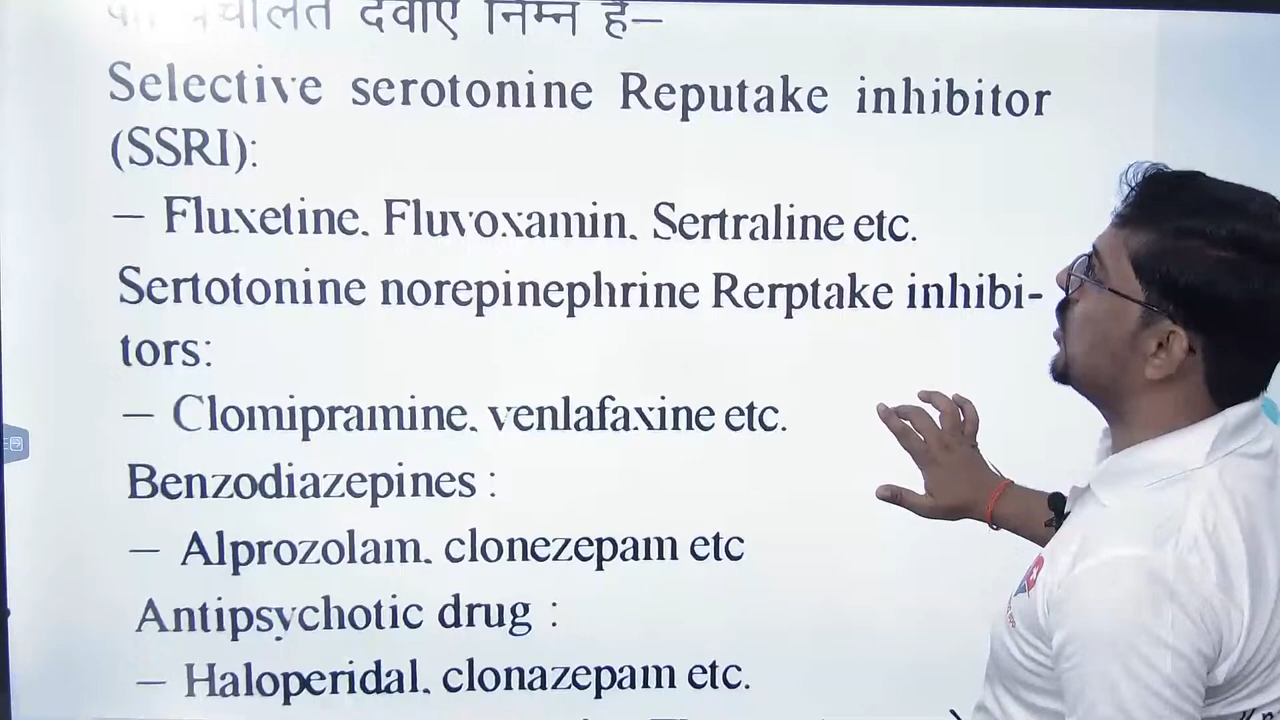 दवाएं निम्न हैं—
Selective serotonine Reputake inhibitor
(SSRI):
— Fluxetine, Fluvoxamin, Sertraline etc.
Sertotonine norepinephrine Rerptake inhibi-
tors:
— Clomipramine, venlafaxine etc.
Benzodiazepines :
— Alprozolam, clonezepam etc
Antipsychotic drug :
— Haloperidal, clonazepam etc.